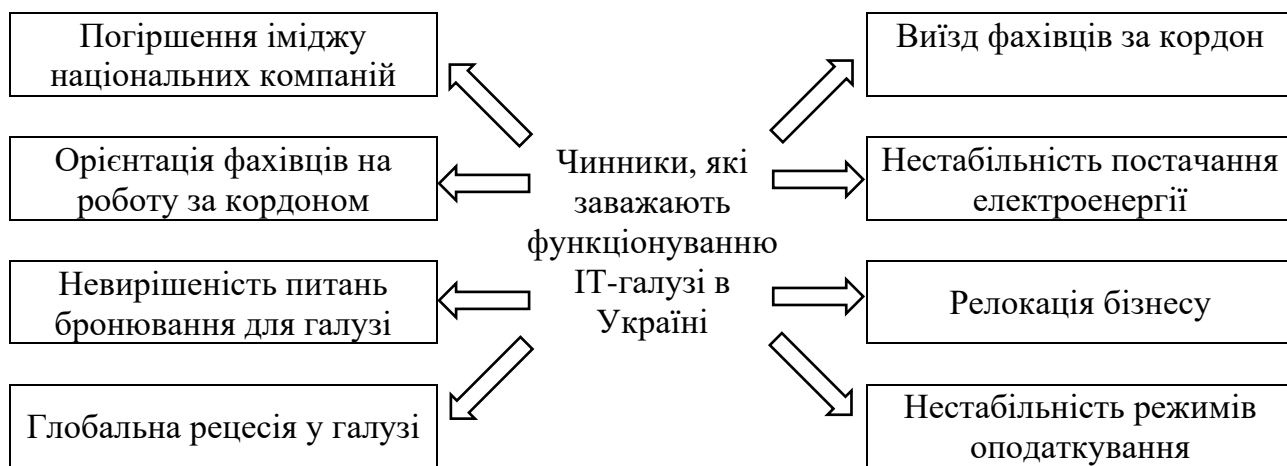 Погіршення іміджу
національних компаній
Орієнтація фахівців на
роботу за кордоном
Невирішеність питань
бронювання для галузі
Глобальна рецесія у галузі
Чинники, які
заважають
функціонуванню
ІТ-галузі в
Україні
Виїзд фахівців за кордон
Нестабільність постачання
електроенергії
Релокація бізнесу
Нестабільність режимів
оподаткування